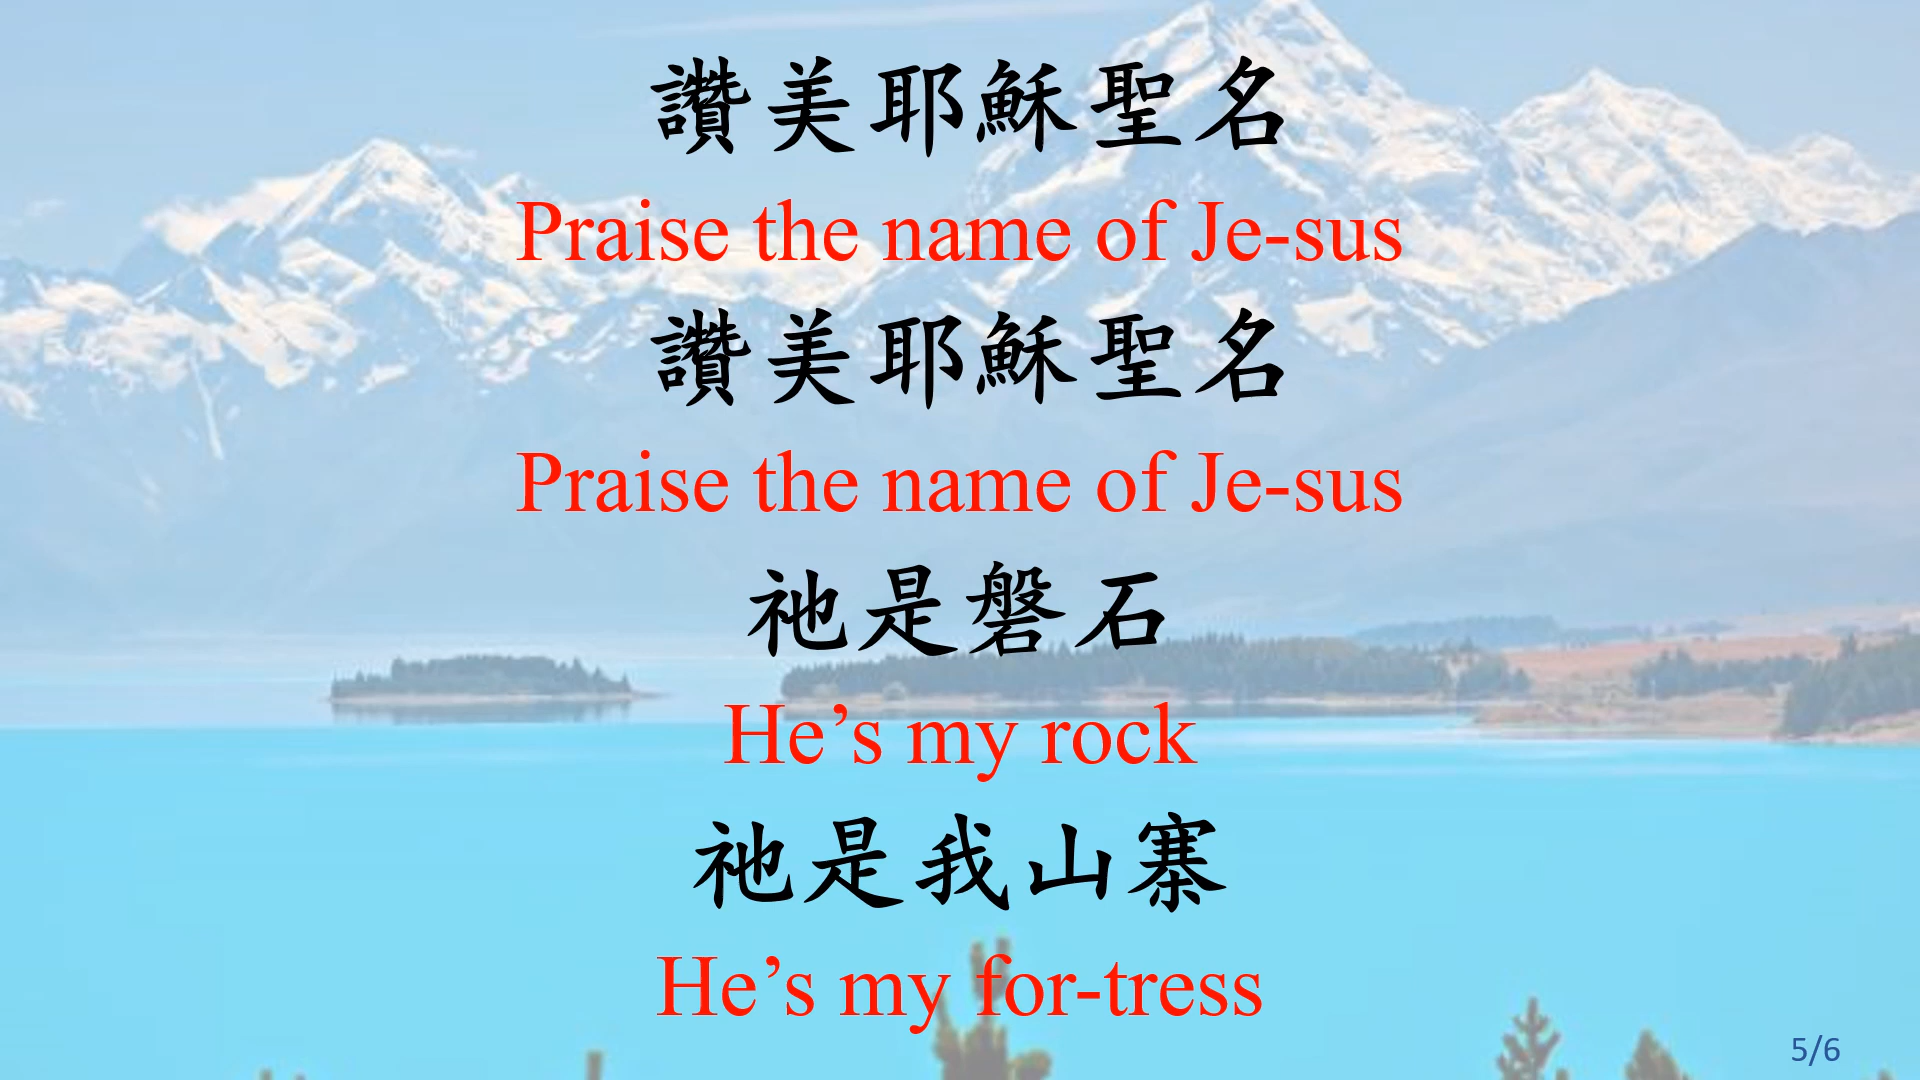 讚美耶穌聖名
Praise the name of Je-sus
讚美耶穌聖名
Praise the name of Je-sus
祂是磐石
He’s my rock
祂是我山寨
He’s my for-tress
5/6